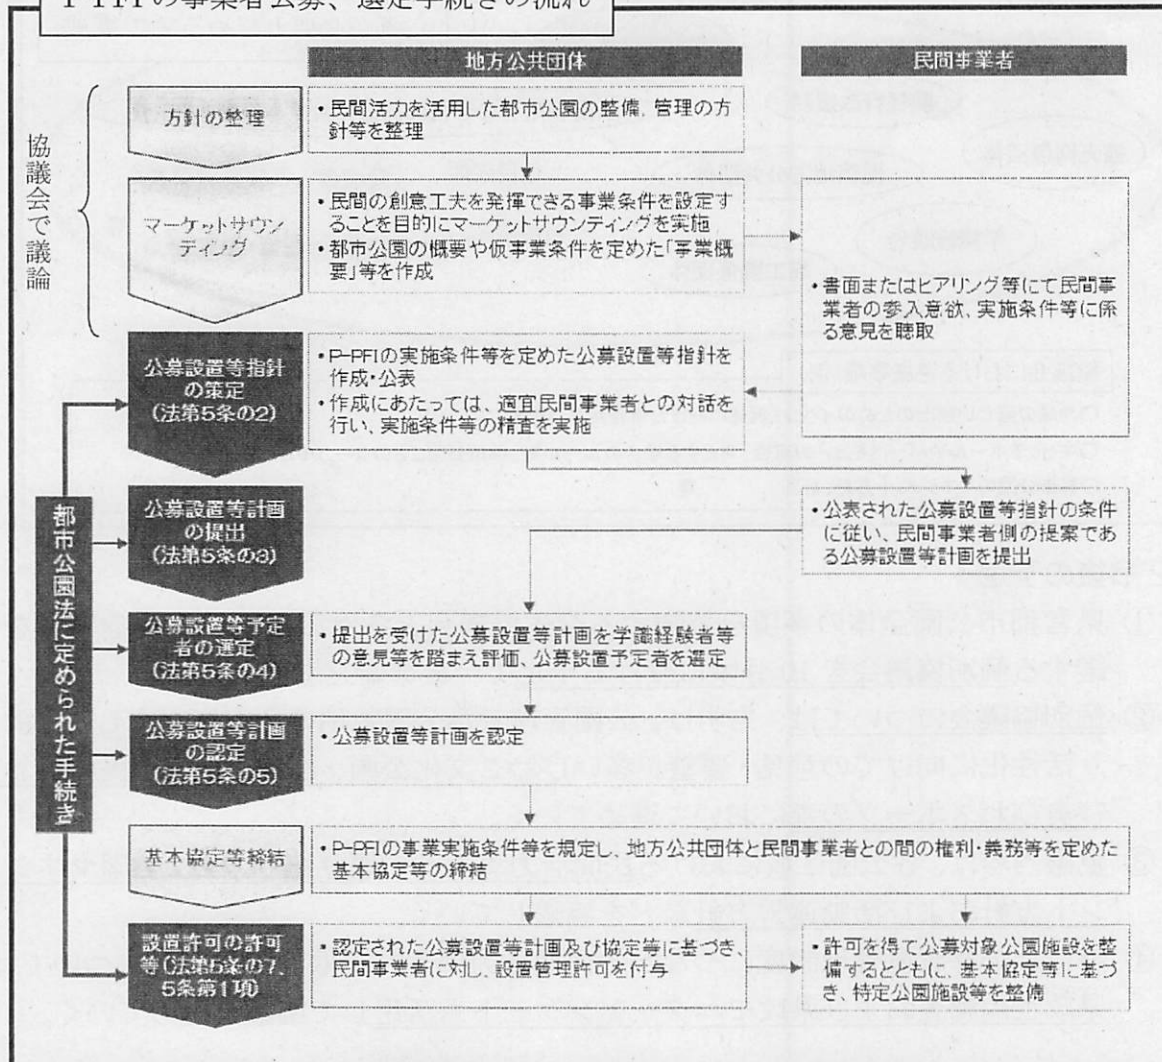 P-PFIの事業者公募、選定手続きの流れ
地方公共団体
民間事業者
協議会で議論
方針の整理
・民間活力を活用した都市公園の整備、管理の方
針等を整理
マーケットサウン
ディング
・民間の創意工夫を発揮できる事業条件を設定す
ることを目的にマーケットサウンディングを実施
・都市公園の概要や仮事業条件を定めた「事業概
要」等を作成
・書面またはヒアリング等にて民間事
業者の参入意欲、実施条件等に係
る意見を聴取
都市公園法に定められた手続き
公募設置等指針
の策定
(法第5条の2)
・P-PFIの実施条件等を定めた公募設置等指針を
作成・公表
・作成にあたっては、適宜民間事業者との対話を
行い、実施条件等の精査を実施
公募設置等計画
の提出
(法第5条の3)
・公表された公募設置等指針の条件
に従い、民間事業者側の提案であ
る公募設置等計画を提出
公募設置等予定
者の選定
(法第5条の4)
・提出を受けた公募設置等計画を学識経験者等
の意見等を踏まえ評価、公募設置予定者を選定
公募設置等計画
の認定
(法第5条の5)
・公募設置等計画を認定
基本協定等締結
・P-PFIの事業実施条件等を規定し、地方公共団体と民間事業者との間の権利・義務等を定めた
基本協定等の締結
設置許可の許可
等(法第5条の7、
5条第1項)
・認定された公募設置等計画及び協定等に基づき、
民間事業者に対し、設置管理許可を付与
・許可を得て公募対象公園施設を整
備するとともに、基本協定等に基づ
き、特定公園施設等を整備